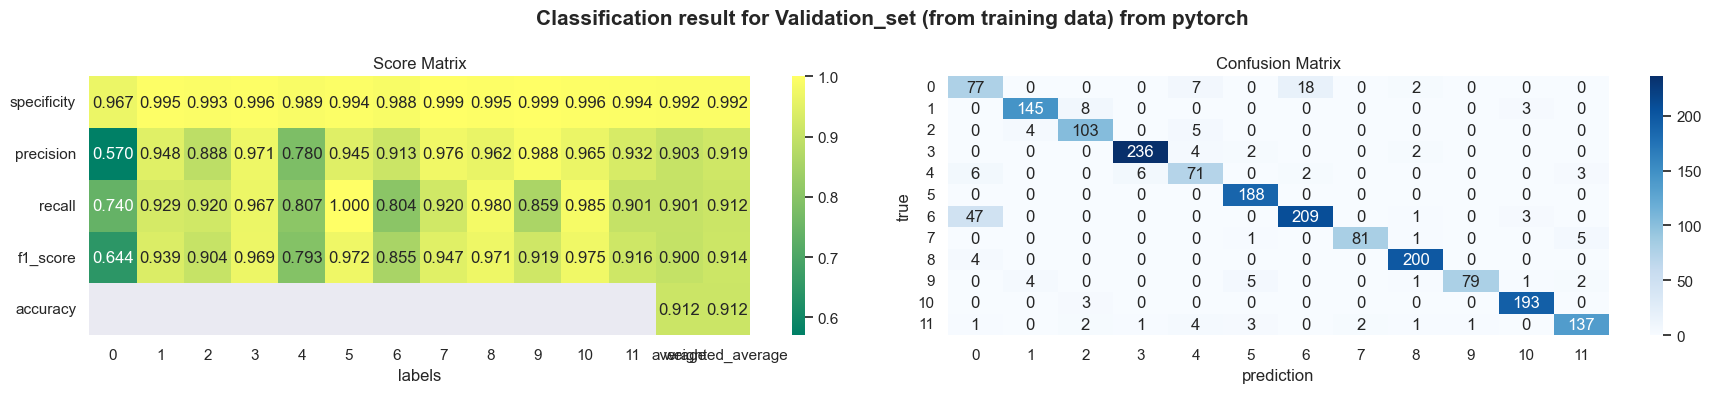 Classification result for Validation_set (from training data) from pytorch
Score Matrix
specificity 0.967 0.995 0.993 0.996 0.989 0.994 0.988 0.999 0.995 0.999 0.996 0.994 0.992 0.992
precision 0.570 0.948 0.888 0.971 0.780 0.945 0.913 0.976 0.962 0.988 0.965 0.932 0.903 0.919
recall 0.740 0.929 0.920 0.967 0.807 1.000 0.804 0.920 0.980 0.859 0.985 0.901 0.901 0.912
f1_score 0.644 0.939 0.904 0.969 0.793 0.972 0.855 0.947 0.971 0.919 0.975 0.916 0.900 0.914
accuracy 0.912 0.912
0 1 2 3 4 5 6 7 8 9 10 11 average weighted_average
labels
1.0
0.9
0.8
0.7
0.6
Confusion Matrix
true
0 77 0 0 0 7 0 18 0 2 0 0 0
1 0 145 8 0 0 0 0 0 0 0 3 0
2 0 4 103 0 5 0 0 0 0 0 0 0
3 0 0 0 236 4 2 0 0 2 0 0 0
4 6 0 0 6 71 0 2 0 0 0 0 3
5 0 0 0 0 0 188 0 0 0 0 0 0
6 47 0 0 0 0 0 209 0 1 0 3 0
7 0 0 0 0 0 1 0 81 1 0 0 5
8 4 0 0 0 0 0 0 0 200 0 0 0
9 0 4 0 0 0 5 0 0 1 79 1 2
10 0 0 3 0 0 0 0 0 0 0 193 0
11 1 0 2 1 4 3 0 2 1 1 0 137
0 1 2 3 4 5 6 7 8 9 10 11
prediction
200
150
100
50
0